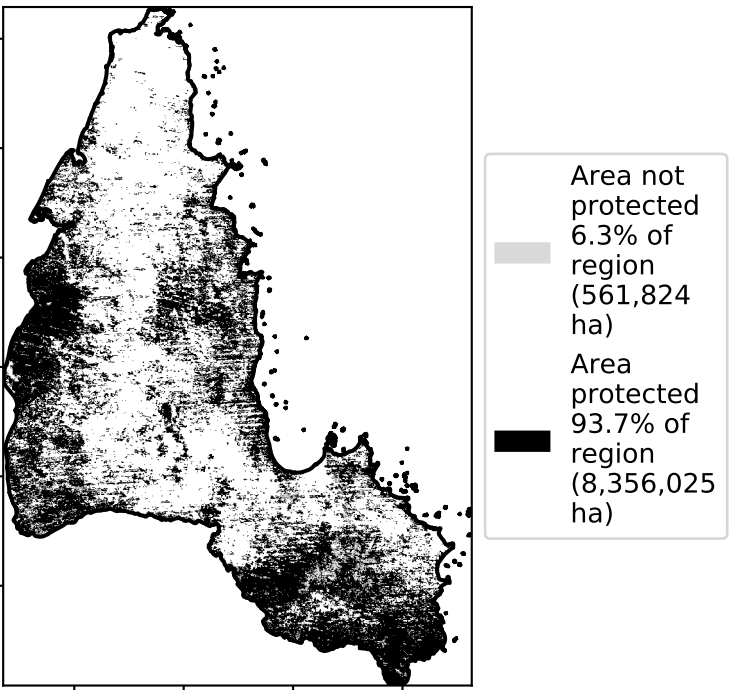 Area not
protected
6.3% of
region
(561,824
ha)
Area
protected
93.7% of
region
(8,356,025
ha)